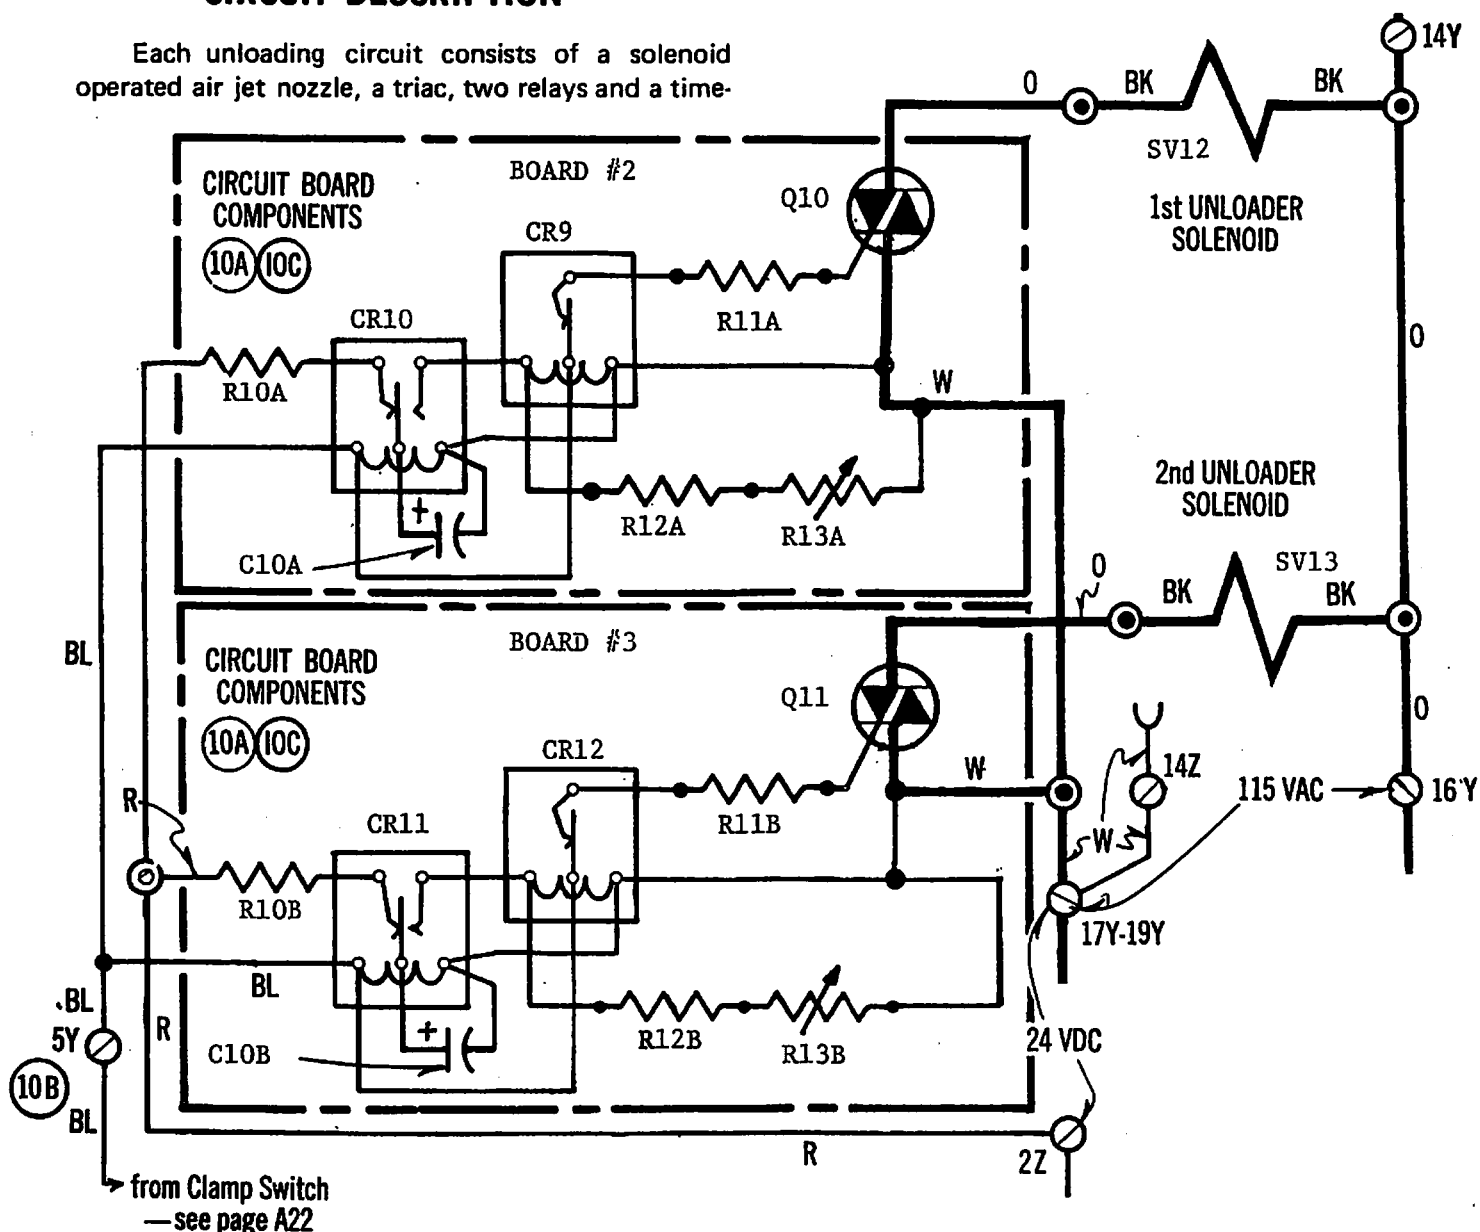 CIRCUIT DESCRIPTION
Each unloading circuit consists of a solenoid
operated air jet nozzle, a triac, two relays and a time-
14Y
O
BK
BK
SV12
1st UNLOADER
SOLENOID
BOARD #2
CIRCUIT BOARD
COMPONENTS
10A
10C
Q10
CR9
R11A
CR10
R10A
O
W
+
R12A
R13A
C10A
2nd UNLOADER
SOLENOID
SV13
O
BK
BK
BL
BOARD #3
CIRCUIT BOARD
COMPONENTS
10A
10C
Q11
O
CR12
W
14Z
R
R11B
CR11
115 VAC
16Y
W
R10B
17Y-19Y
BL
BL
5Y
R
+
C10B
R12B
R13B
24 VDC
10B
BL
R
2Z
from Clamp Switch
—see page A22